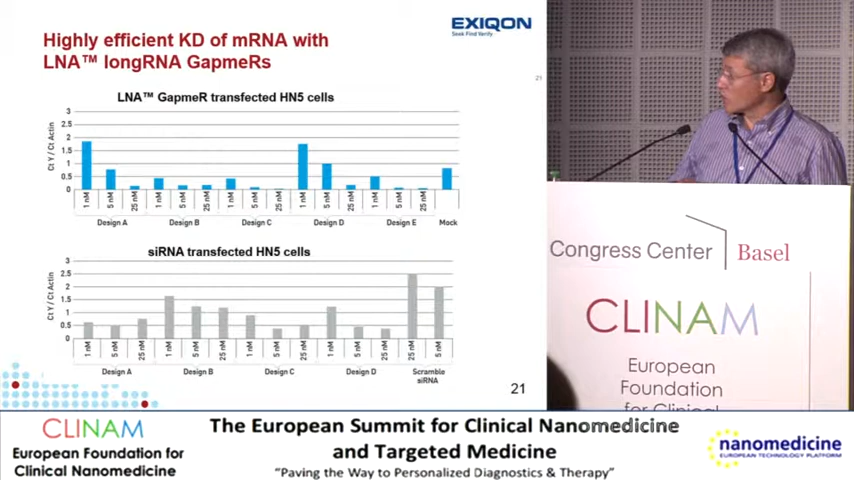 EXIQON
Seek Find Verify
Highly efficient KD of mRNA with
LNA™ longRNA GapmeRs
21
LNA™ GapmeR transfected HN5 cells
Ct Y / Ct Actin
3
2.5
2
1.5
1
0.5
0
1 nM 5 nM 25 nM 1 nM 5 nM 25 nM 1 nM 5 nM 25 nM 1 nM 5 nM 25 nM 1 nM 5 nM 25 nM
Design A Design B Design C Design D Design E Mock
siRNA transfected HN5 cells
Ct Y / Ct Actin
3
2.5
2
1.5
1
0.5
0
1 nM 5 nM 25 nM 1 nM 5 nM 25 nM 1 nM 5 nM 25 nM 1 nM 5 nM 25 nM 25 nM 5 nM
Design A Design B Design C Design D Scramble
siRNA
21
Congress Center Basel
CLINAM
European
Foundation
for Clinical
CLINAM
European Foundation for
Clinical Nanomedicine
The European Summit for Clinical Nanomedicine
and Targeted Medicine
"Paving the Way to Personalized Diagnostics & Therapy"
nanomedicine
EUROPEAN TECHNOLOGY PLATFORM